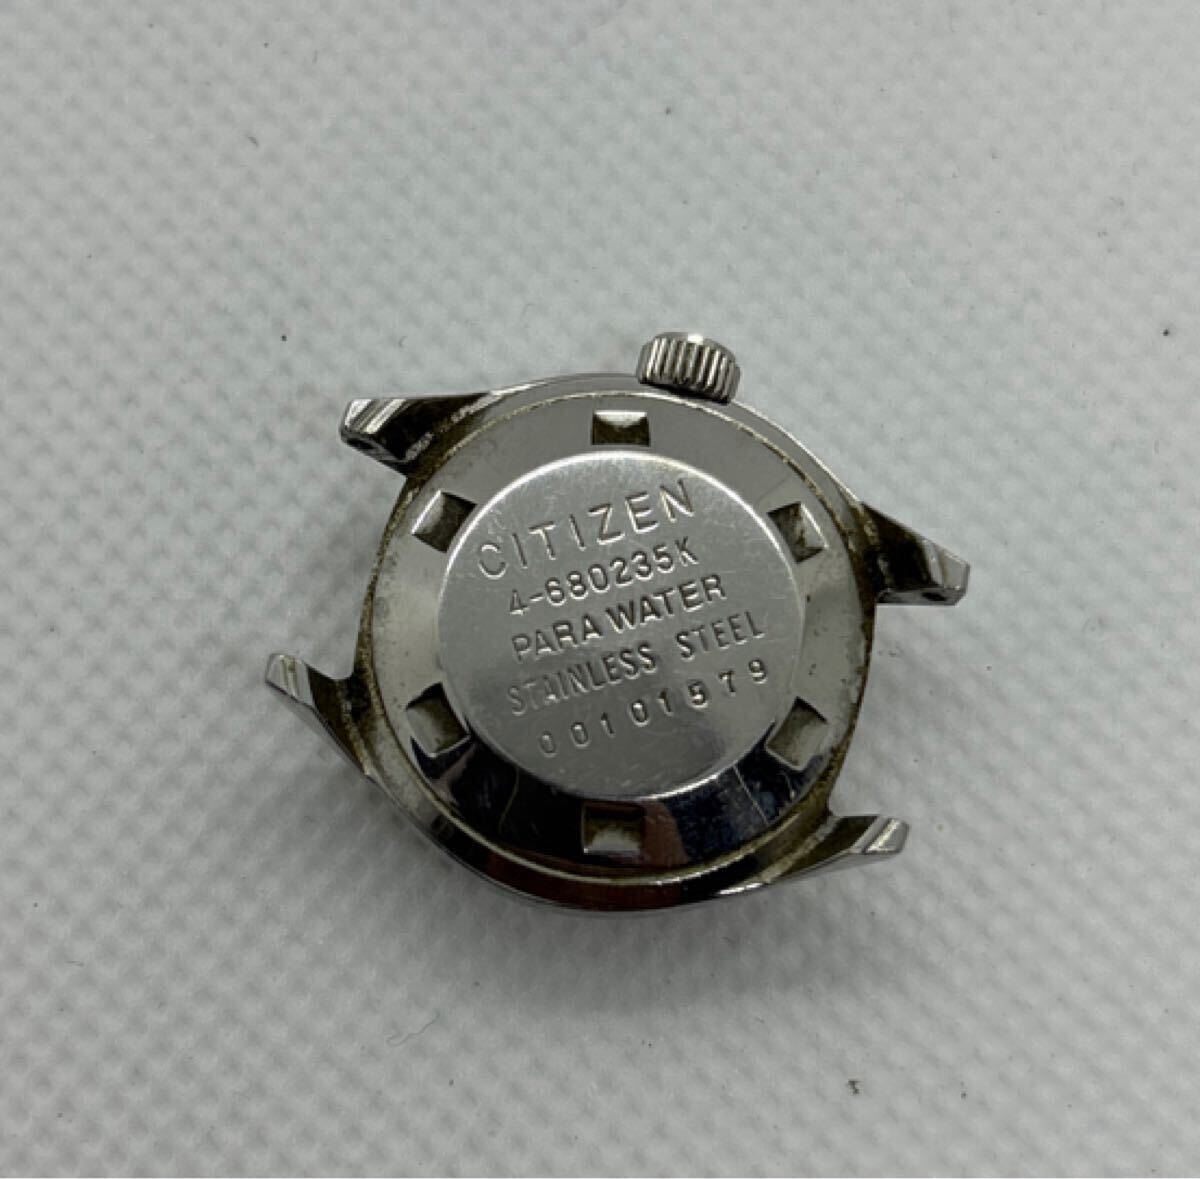 CITIZEN
4-680235K
PARA WATER
STAINLESS STEEL
00101579